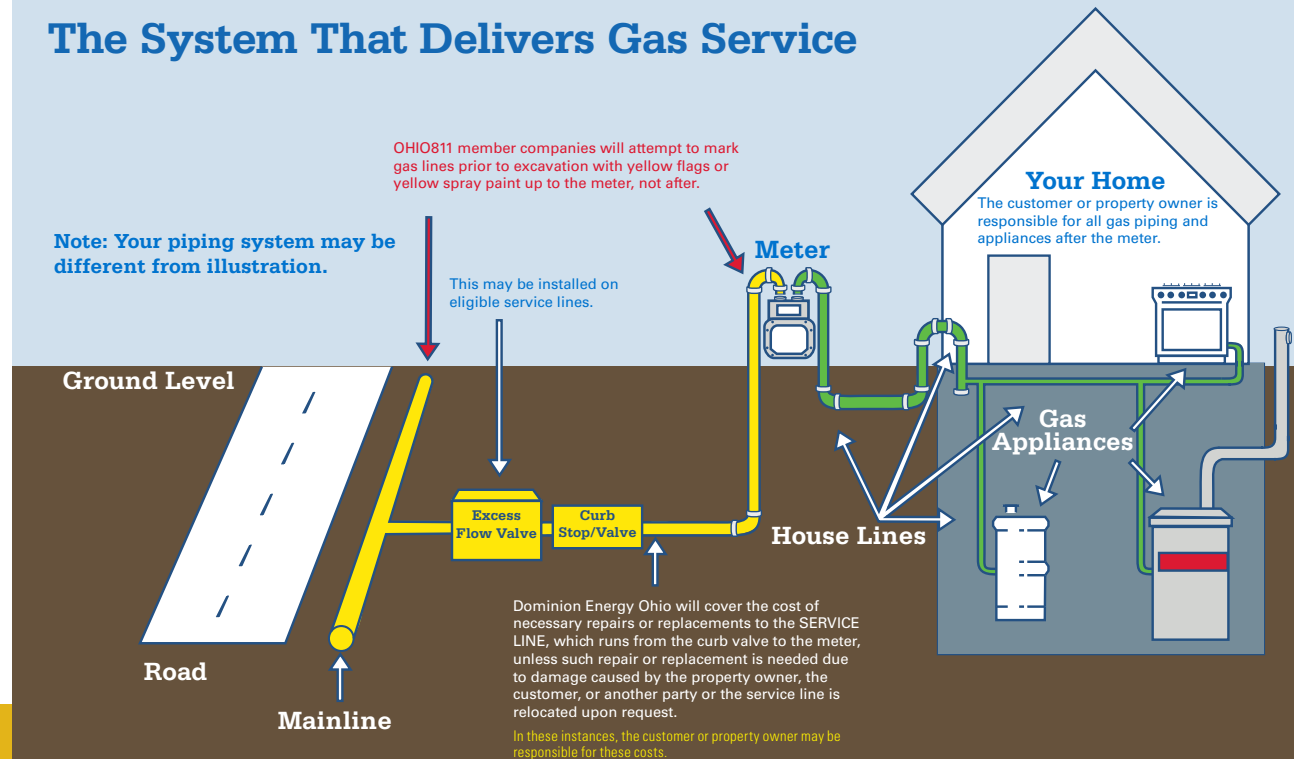 The System That Delivers Gas Service
OHIO811 member companies will attempt to mark
gas lines prior to excavation with yellow flags or
yellow spray paint up to the meter, not after.
Your Home
The customer or property owner is
responsible for all gas piping and
appliances after the meter.
Note: Your piping system may be
different from illustration.
Meter
This may be installed on
eligible service lines.
Ground Level
Gas
Appliances
Excess
Flow Valve
Curb
Stop/Valve
House Lines
Dominion Energy Ohio will cover the cost of
necessary repairs or replacements to the SERVICE
LINE, which runs from the curb valve to the meter,
unless such repair or replacement is needed due
to damage caused by the property owner, the
customer, or another party or the service line is
relocated upon request.
In these instances, the customer or property owner may be
responsible for these costs.
Road
Mainline